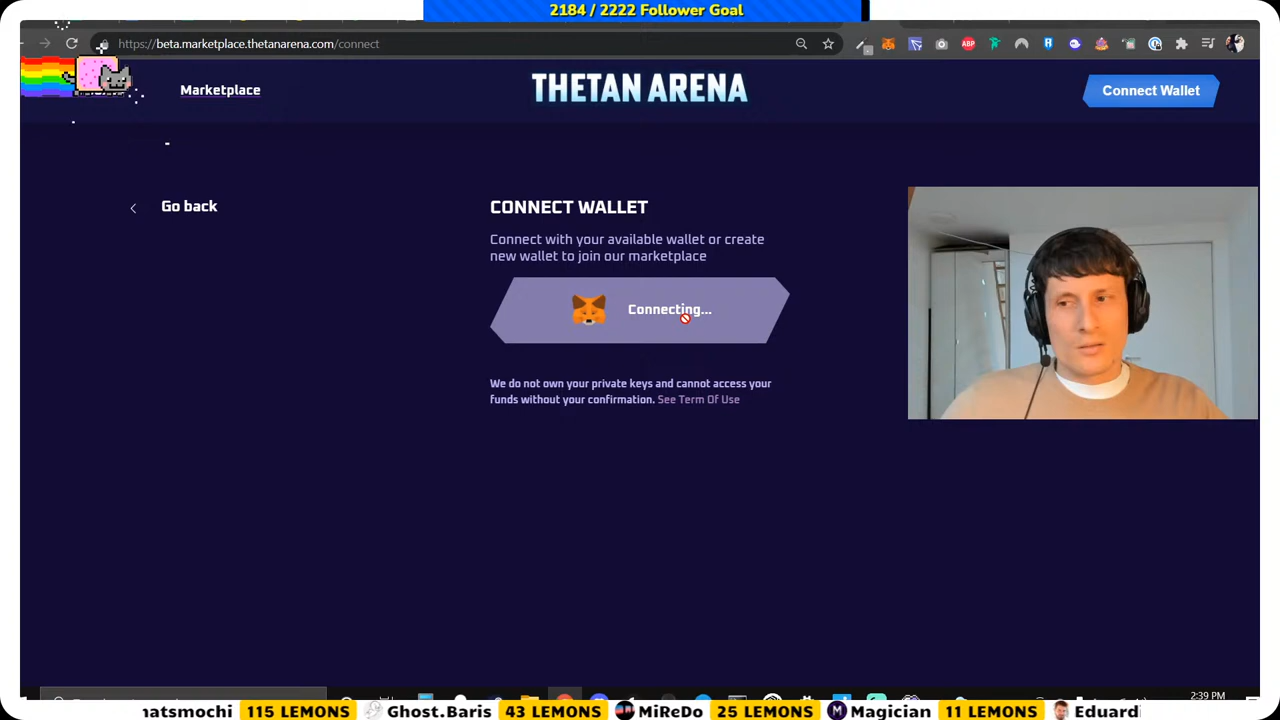 2184 / 2222 Follower Goal
https://beta.marketplace.thetanarena.com/connect
Marketplace
THETAN ARENA
Connect Wallet
Go back
CONNECT WALLET
Connect with your available wallet or create
new wallet to join our marketplace
Connecting...
We do not own your private keys and cannot access your
funds without your confirmation. See Term Of Use
2:39 PM
natsmochi 115 LEMONS Ghost.Baris 43 LEMONS MiReDo 25 LEMONS Magician 11 LEMONS Eduardi